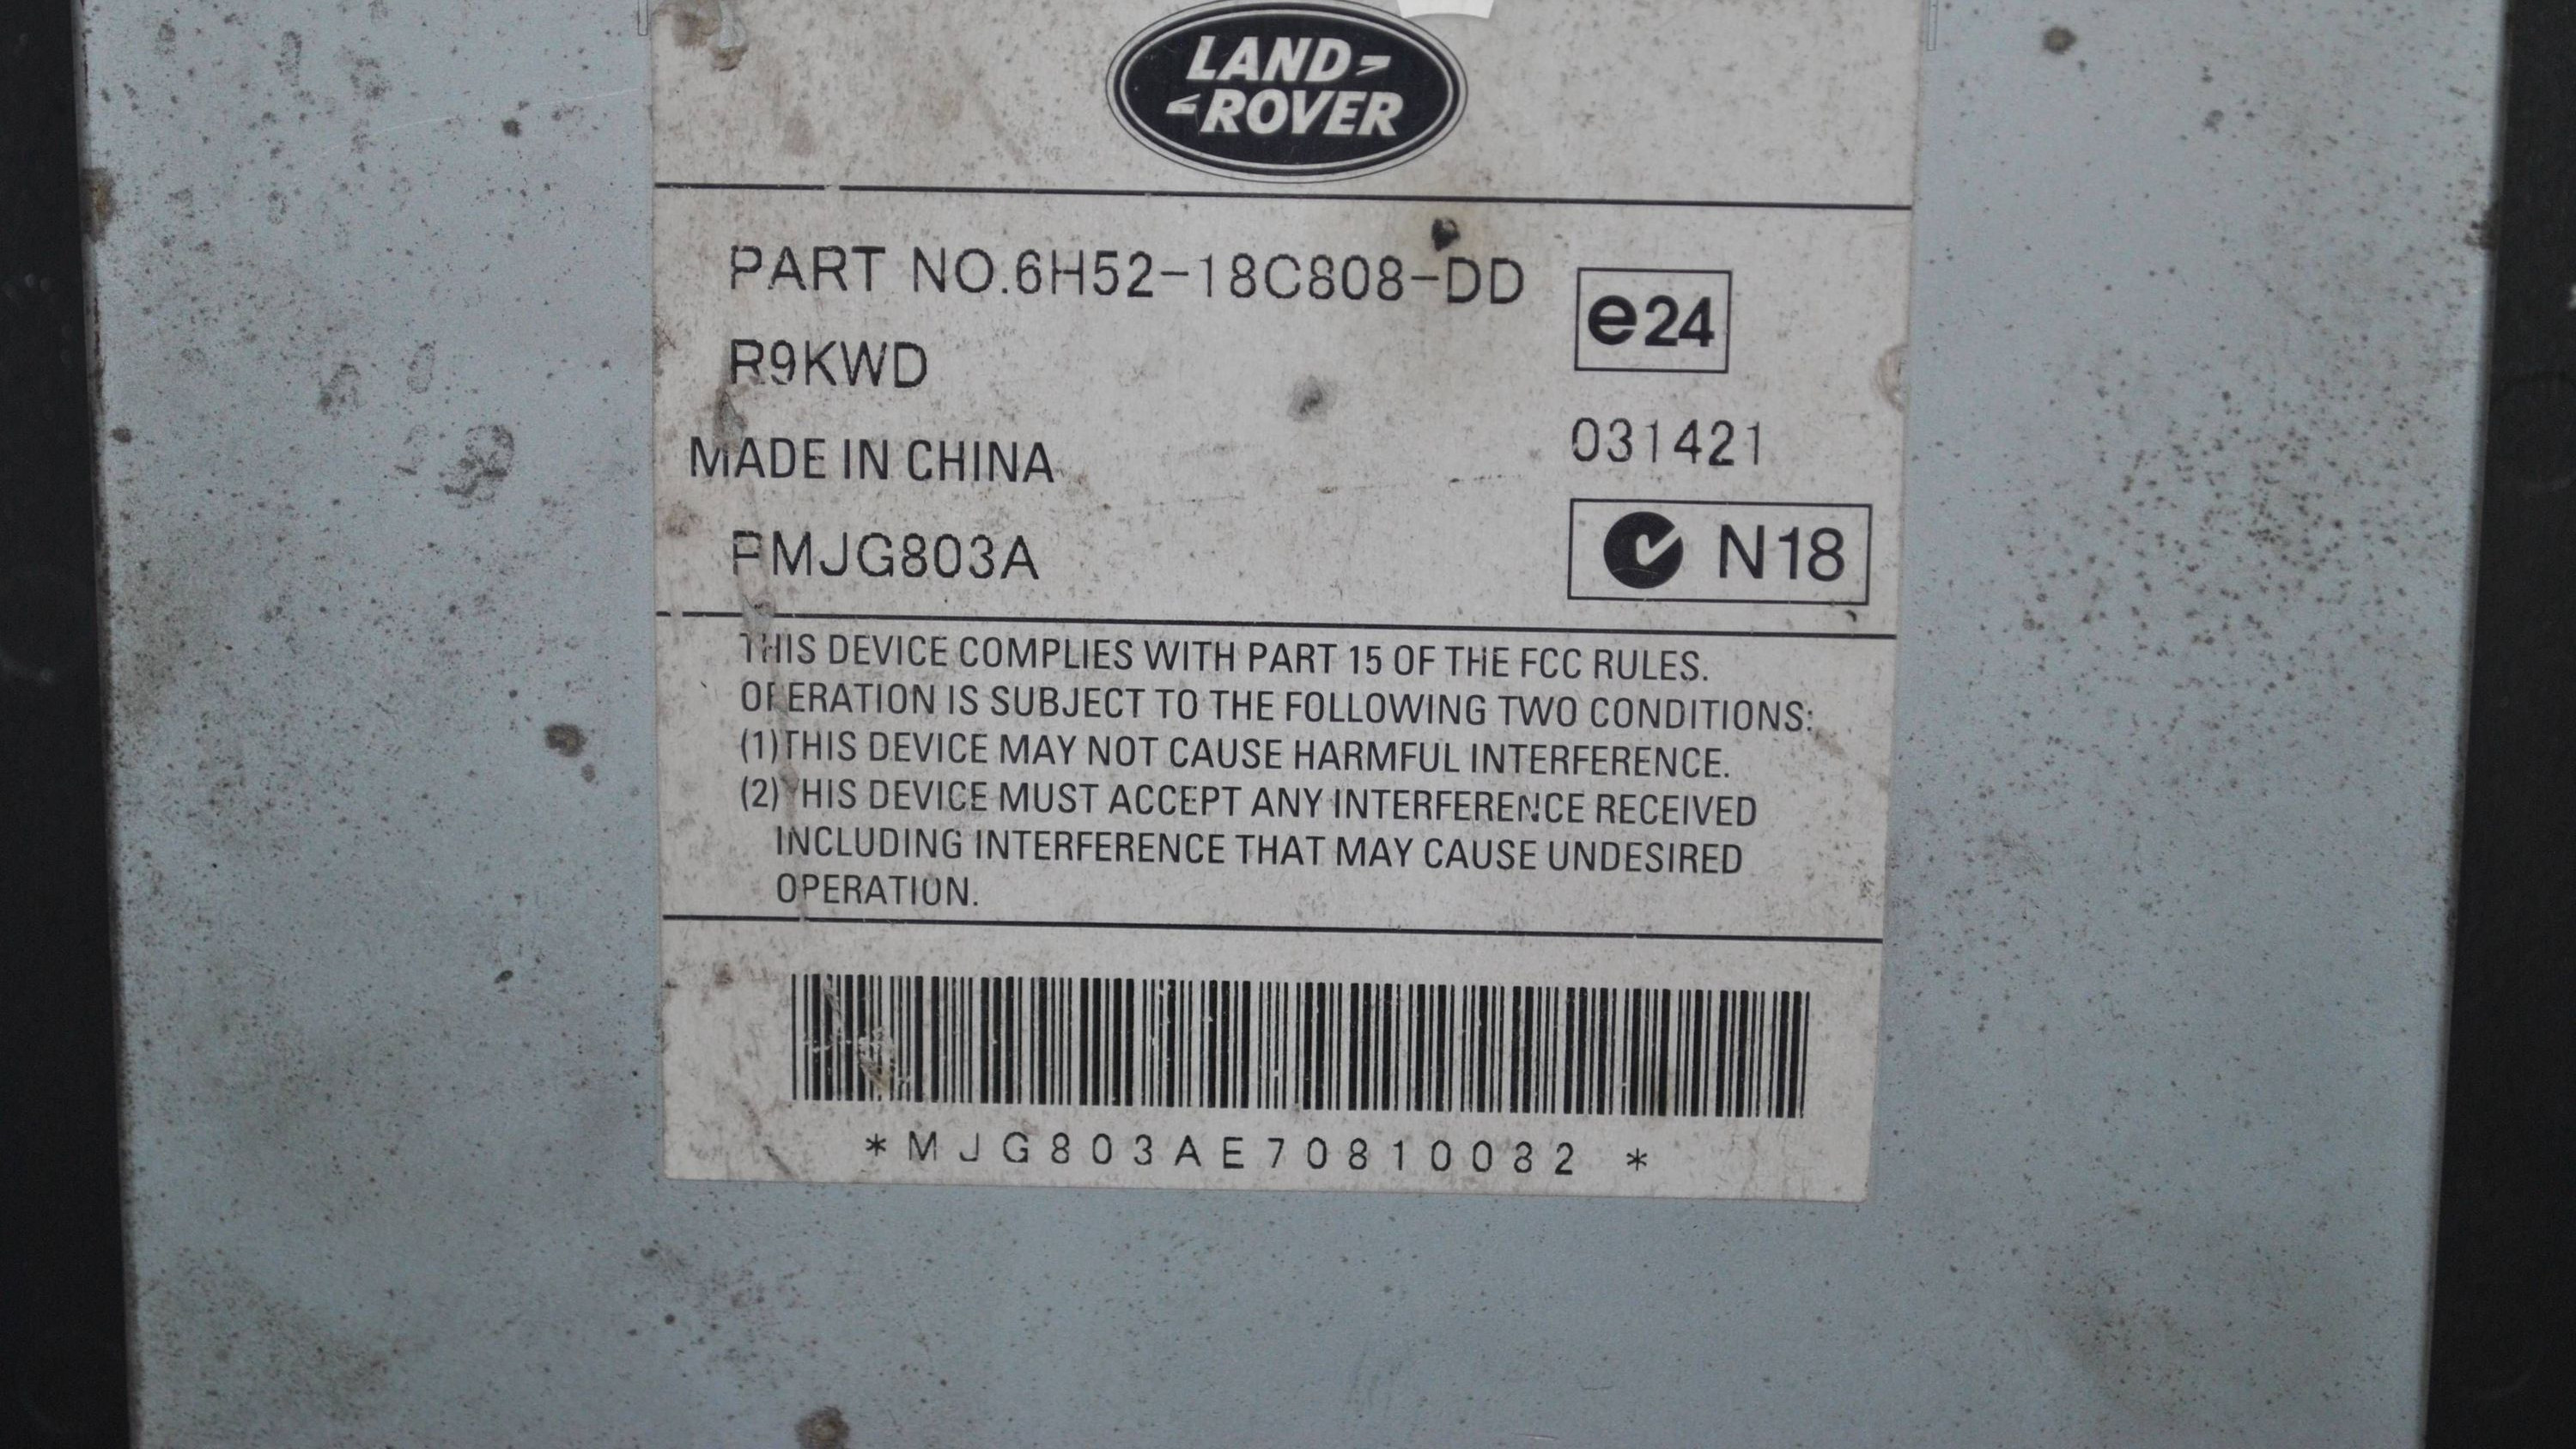 LAND-
-ROVER
PART NO.6H52-18C808-DD
e24
R9KWD
031421
MADE IN CHINA
PMJG803A
N18
THIS DEVICE COMPLIES WITH PART 15 OF THE FCC RULES.
OPERATION IS SUBJECT TO THE FOLLOWING TWO CONDITIONS:
(1)THIS DEVICE MAY NOT CAUSE HARMFUL INTERFERENCE.
(2)THIS DEVICE MUST ACCEPT ANY INTERFERENCE RECEIVED
INCLUDING INTERFERENCE THAT MAY CAUSE UNDESIRED
OPERATION.
*MJG803AE70810082 *